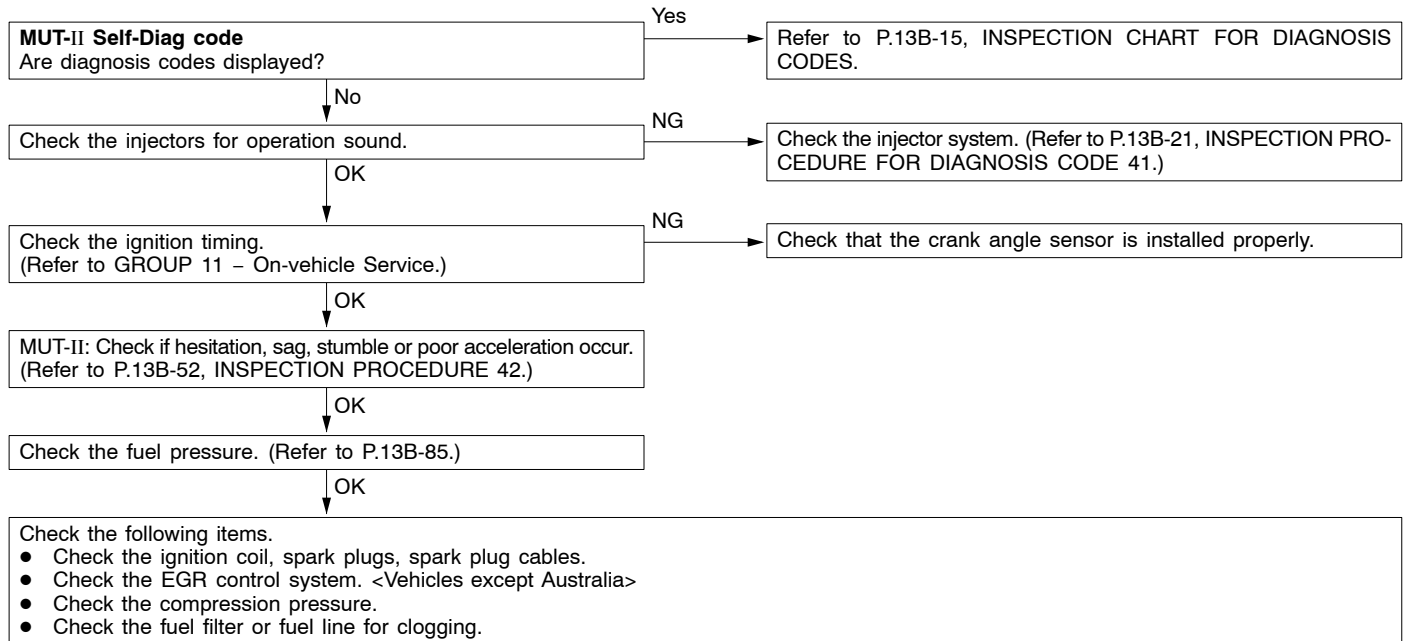 Yes
MUT-II Self-Diag code
Are diagnosis codes displayed?
Refer to P.13B-15, INSPECTION CHART FOR DIAGNOSIS
CODES.
No
Check the injectors for operation sound.
NG
Check the injector system. (Refer to P.13B-21, INSPECTION PRO-
CEDURE FOR DIAGNOSIS CODE 41.)
OK
Check the ignition timing.
(Refer to GROUP 11 – On-vehicle Service.)
NG
Check that the crank angle sensor is installed properly.
OK
MUT-II: Check if hesitation, sag, stumble or poor acceleration occur.
(Refer to P.13B-52, INSPECTION PROCEDURE 42.)
OK
Check the fuel pressure. (Refer to P.13B-85.)
OK
Check the following items.
● Check the ignition coil, spark plugs, spark plug cables.
● Check the EGR control system. <Vehicles except Australia>
● Check the compression pressure.
● Check the fuel filter or fuel line for clogging.